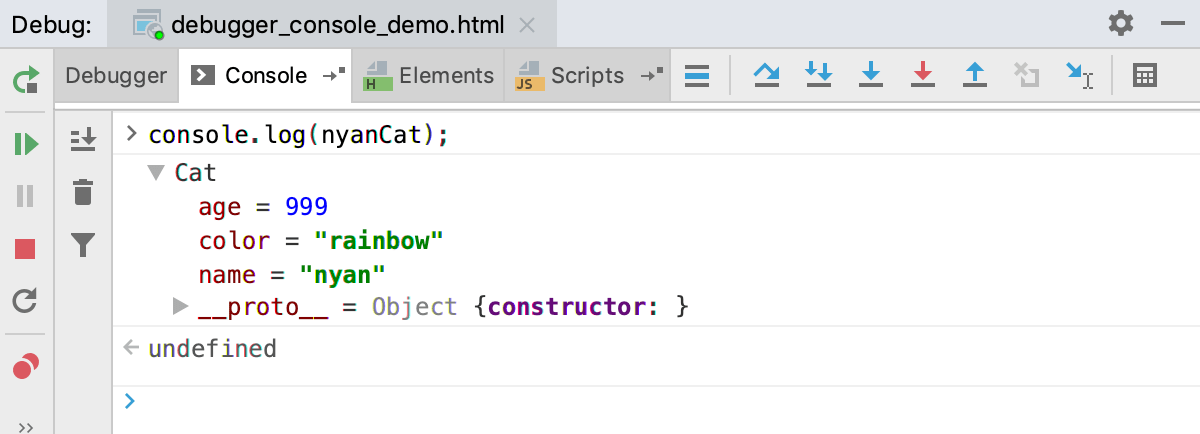 Debug: debugger_console_demo.html
Debugger Console Elements Scripts
console.log(nyanCat);
Cat
age = 999
color = "rainbow"
name = "nyan"
__proto__ = Object {constructor: }
undefined